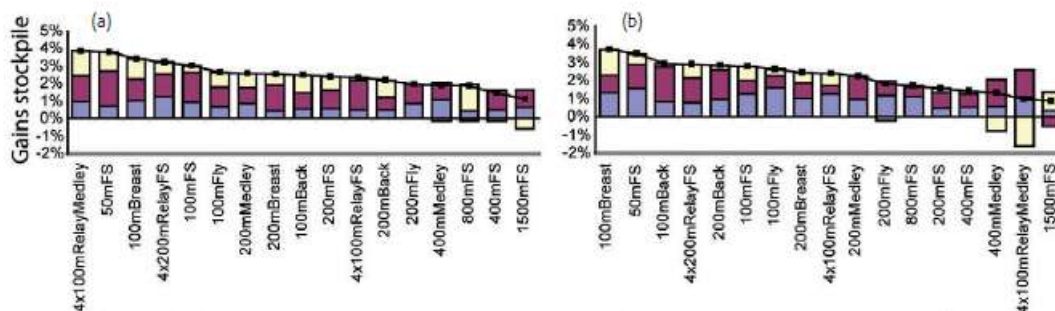 (a)
Gains stockpile
5%
4%
3%
2%
1%
0%
-1%
-2%
4x100mRelayMedley
50mFS
100mBreast
4x200mRelayFS
100mFS
100mFly
200mMedley
200mBreast
100mBack
200mFS
4x100mRelayFS
200mBack
200mFly
400mMedley
800mFS
400mFS
1500mFS
(b)
5%
4%
3%
2%
1%
0%
-1%
-2%
100mBreast
50mFS
100mBack
4x200mRelayFS
200mBack
100mFS
100mFly
200mBreast
4x100mRelayFS
200mMedley
200mFly
800mFS
200mFS
400mFS
400mMedley
4x100mRelayMedley
1500mFS